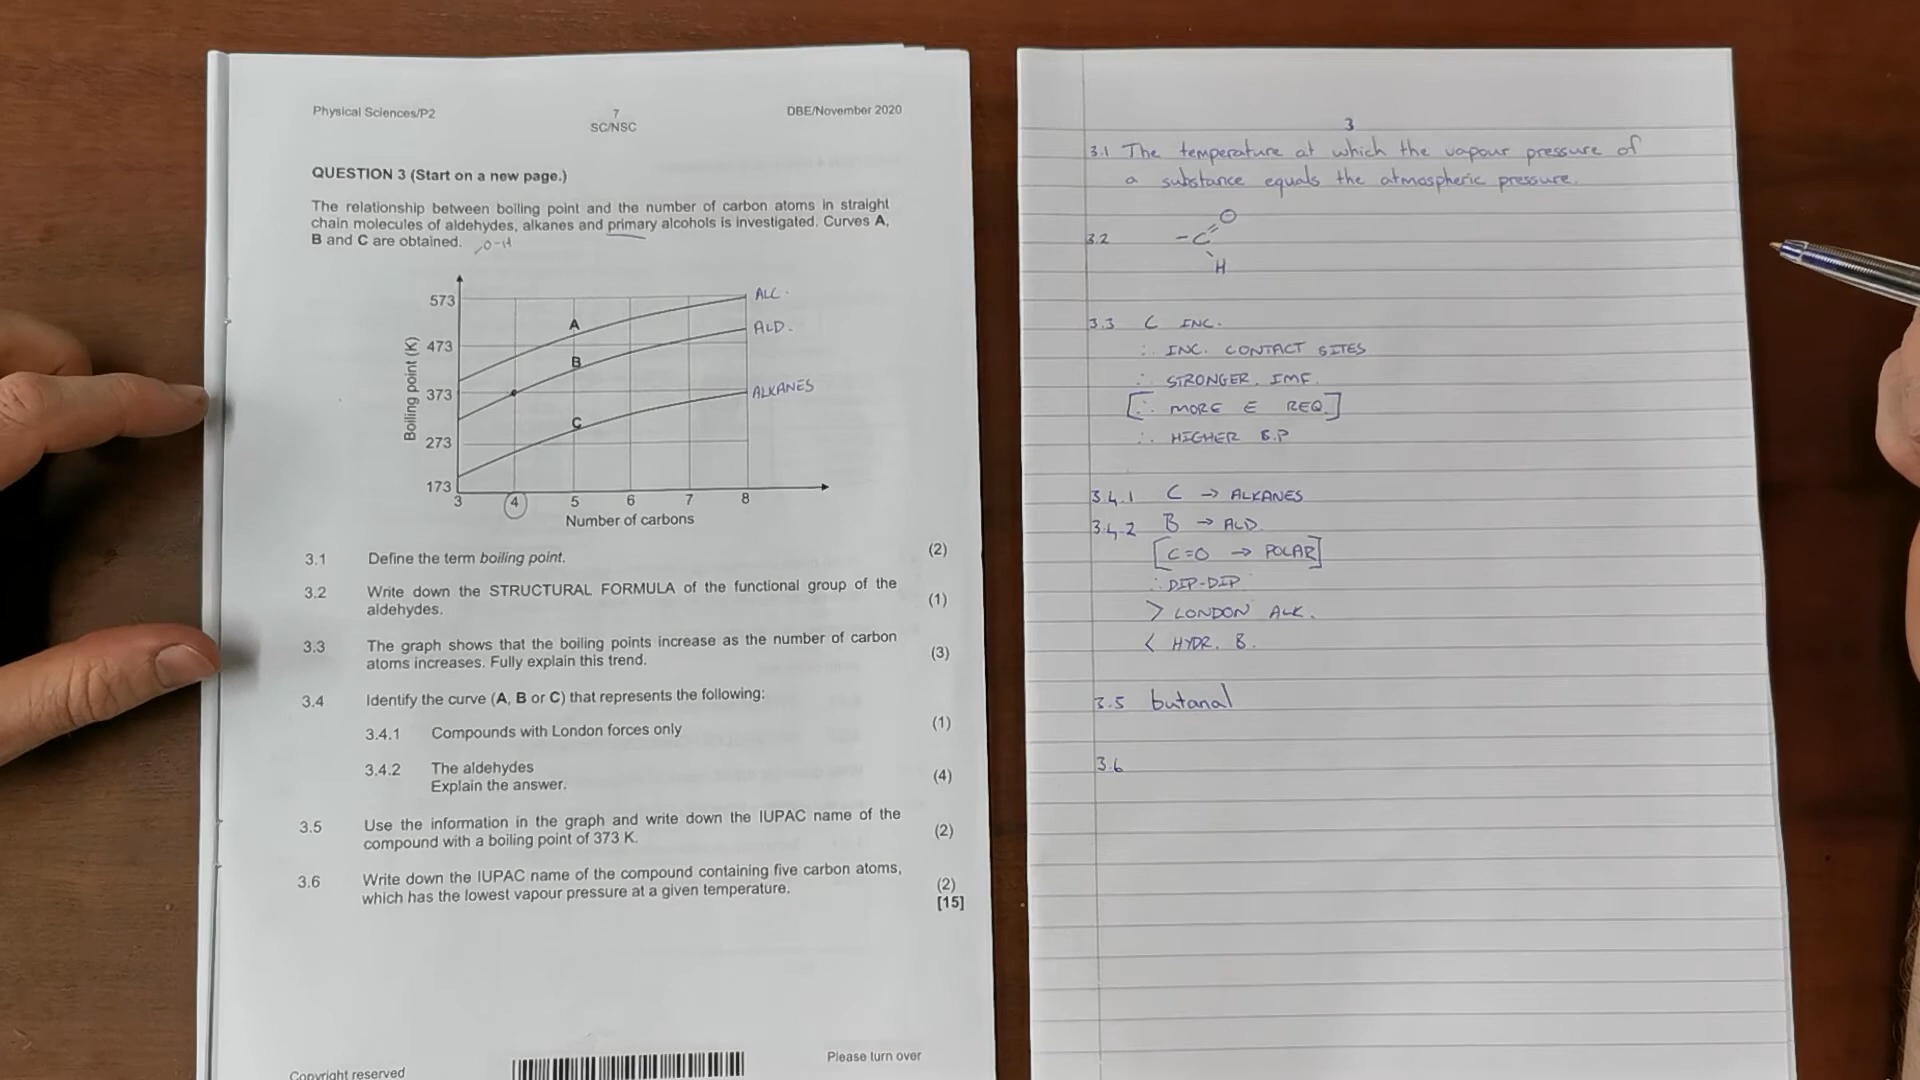 Physical Sciences/P2
7
SC/NSC
DBE/November 2020
QUESTION 3 (Start on a new page.)
The relationship between boiling point and the number of carbon atoms in straight
chain molecules of aldehydes, alkanes and primary alcohols is investigated. Curves A,
B and C are obtained.
O-H
573
473
373
273
173
Boiling point (K)
A
B
C
ALC.
ALD.
ALKANES
3 4 5 6 7 8
Number of carbons
3.1 Define the term boiling point. (2)
3.2 Write down the STRUCTURAL FORMULA of the functional group of the
aldehydes. (1)
3.3 The graph shows that the boiling points increase as the number of carbon
atoms increases. Fully explain this trend. (3)
3.4 Identify the curve (A, B or C) that represents the following:
3.4.1 Compounds with London forces only (1)
3.4.2 The aldehydes
Explain the answer. (4)
3.5 Use the information in the graph and write down the IUPAC name of the
compound with a boiling point of 373 K. (2)
3.6 Write down the IUPAC name of the compound containing five carbon atoms,
which has the lowest vapour pressure at a given temperature. (2)
[15]
Copyright reserved
Please turn over
3
3.1 The temperature at which the vapour pressure of
a substance equals the atmospheric pressure.
O
3.2 -C
H
3.3 C INC.
∴ INC. CONTACT SITES
∴ STRONGER IMF.
[∴ MORE E REQ.]
∴ HIGHER B.P
3.4.1 C → ALKANES
3.4.2 B → ALD.
[C=O → POLAR]
∴ DIP-DIP
> LONDON ALK.
< HYDR. B.
3.5 butanal
3.6